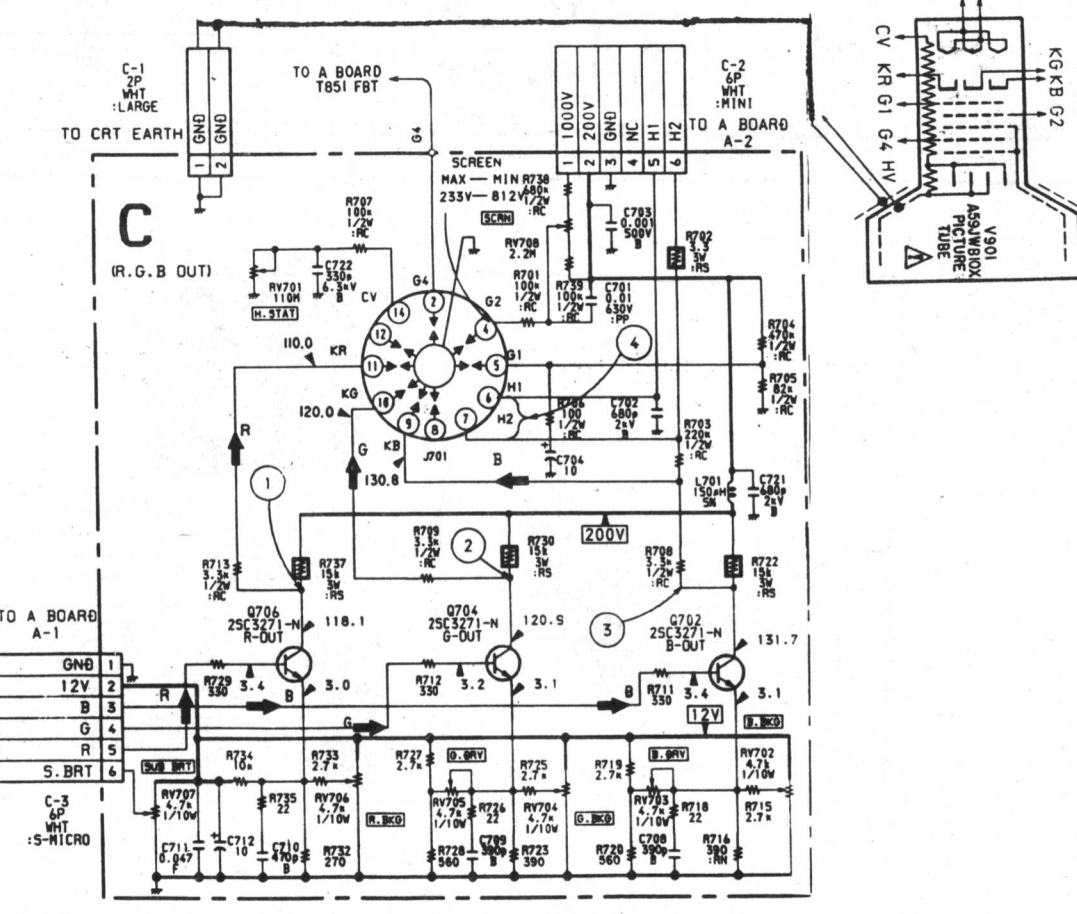 C-1
2P
WHT
:LARGE
TO CRT EARTH
GND
GND
1
2
TO A BOARD
T851 FBT
G4
C-2
6P
WHT
:MINI
TO A BOARD
A-2
1000V
200V
GND
NC
H1
H2
1
2
3
4
5
6
CV
KR
G1
G4
HV
KG
KB
G2
V901
A59JWB10X
PICTURE
TUBE
C
(R.G.B OUT)
SCREEN
MAX — MIN
233V — 812V
SCRN
R738
680k
1/2W
:RC
RV708
2.2M
C703
0.001
500V
B
R702
3.3
3W
:RS
R707
100k
1/2W
:RC
C722
330p
6.3kV
B
RV701
110M
H.STAT
CV
R701
100k
1/2W
:RC
R739
100k
1/2W
:RC
C701
0.01
630V
:PP
R704
470k
1/2W
:RC
R705
82k
1/2W
:RC
G4
G2
G1
H1
H2
KR
KG
KB
2
4
5
6
7
8
9
10
11
12
14
J701
110.0
120.0
130.8
R
G
B
1
2
3
4
100
1/2W
:RC
C702
680p
2kV
B
C704
10
R703
220k
1/2W
:RC
L701
150µH
5%
C721
680p
2kV
B
200V
R713
3.3k
1/2W
:RC
R737
15k
3W
:RS
R709
3.3k
1/2W
:RC
R730
15k
3W
:RS
R708
3.3k
1/2W
:RC
R722
15k
3W
:RS
Q706
2SC3271-N
R-OUT
118.1
Q704
2SC3271-N
G-OUT
120.9
Q702
2SC3271-N
B-OUT
131.7
TO A BOARD
A-1
GND 1
12V 2
B 3
G 4
R 5
S.BRT 6
C-3
6P
WHT
:S-MICRO
R729
330
3.4
3.0
R712
330
3.2
3.1
R711
330
3.4
3.1
R
B
G
B
12V
SUB BRT
RV707
4.7k
1/10W
C711
0.047
F
C712
10
R734
10k
R735
22
C710
470p
B
R733
2.7k
RV706
4.7k
1/10W
R732
270
R.BKG
R727
2.7k
G.DRV
RV705
4.7k
1/10W
R728
560
R726
22
C709
390p
B
R725
2.7k
RV704
4.7k
1/10W
R723
390
G.BKG
R719
2.7k
B.DRV
RV703
4.7k
1/10W
R720
560
R718
22
C708
390p
B
B.BKG
RV702
4.7k
1/10W
R715
2.7k
R716
390
:RN